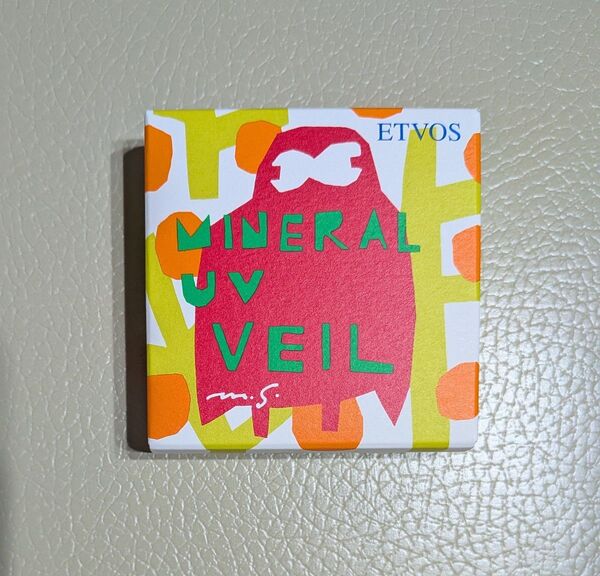 ETVOS
MINERAL
UV
VEIL
m.s.